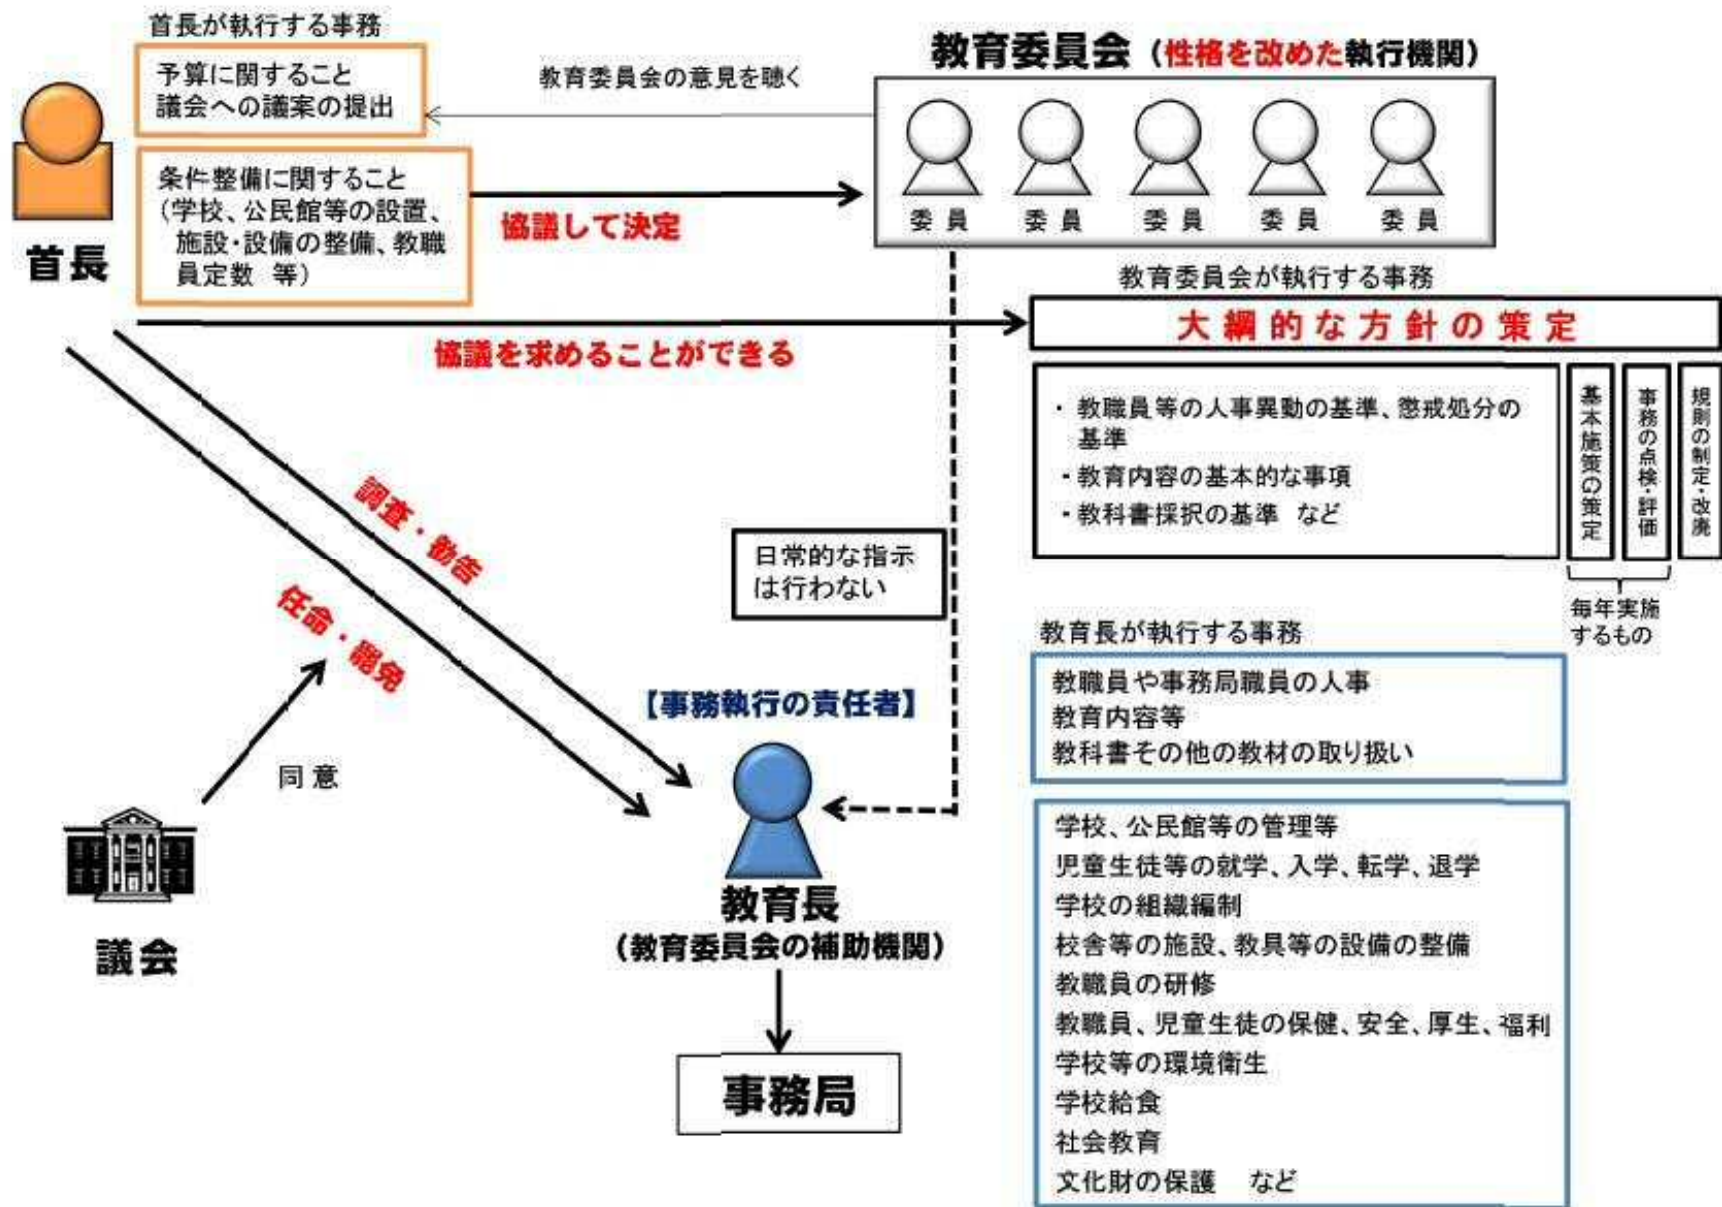 首長が執行する事務
予算に関すること
議会への議案の提出
教育委員会の意見を聴く
教育委員会（性格を改めた執行機関）
委員
委員
委員
委員
委員
条件整備に関すること
（学校、公民館等の設置、
施設・設備の整備、教職
員定数 等）
協議して決定
首長
教育委員会が執行する事務
大綱的な方針の策定
協議を求めることができる
・ 教職員等の人事異動の基準、懲戒処分の
基準
・教育内容の基本的な事項
・教科書採択の基準 など
基本施策の策定
事務の点検・評価
規則の制定・改廃
毎年実施
するもの
調査・勧告
任命・罷免
日常的な指示
は行わない
同意
議会
【事務執行の責任者】
教育長
（教育委員会の補助機関）
事務局
教育長が執行する事務
教職員や事務局職員の人事
教育内容等
教科書その他の教材の取り扱い
学校、公民館等の管理等
児童生徒等の就学、入学、転学、退学
学校の組織編制
校舎等の施設、教具等の設備の整備
教職員の研修
教職員、児童生徒の保健、安全、厚生、福利
学校等の環境衛生
学校給食
社会教育
文化財の保護 など